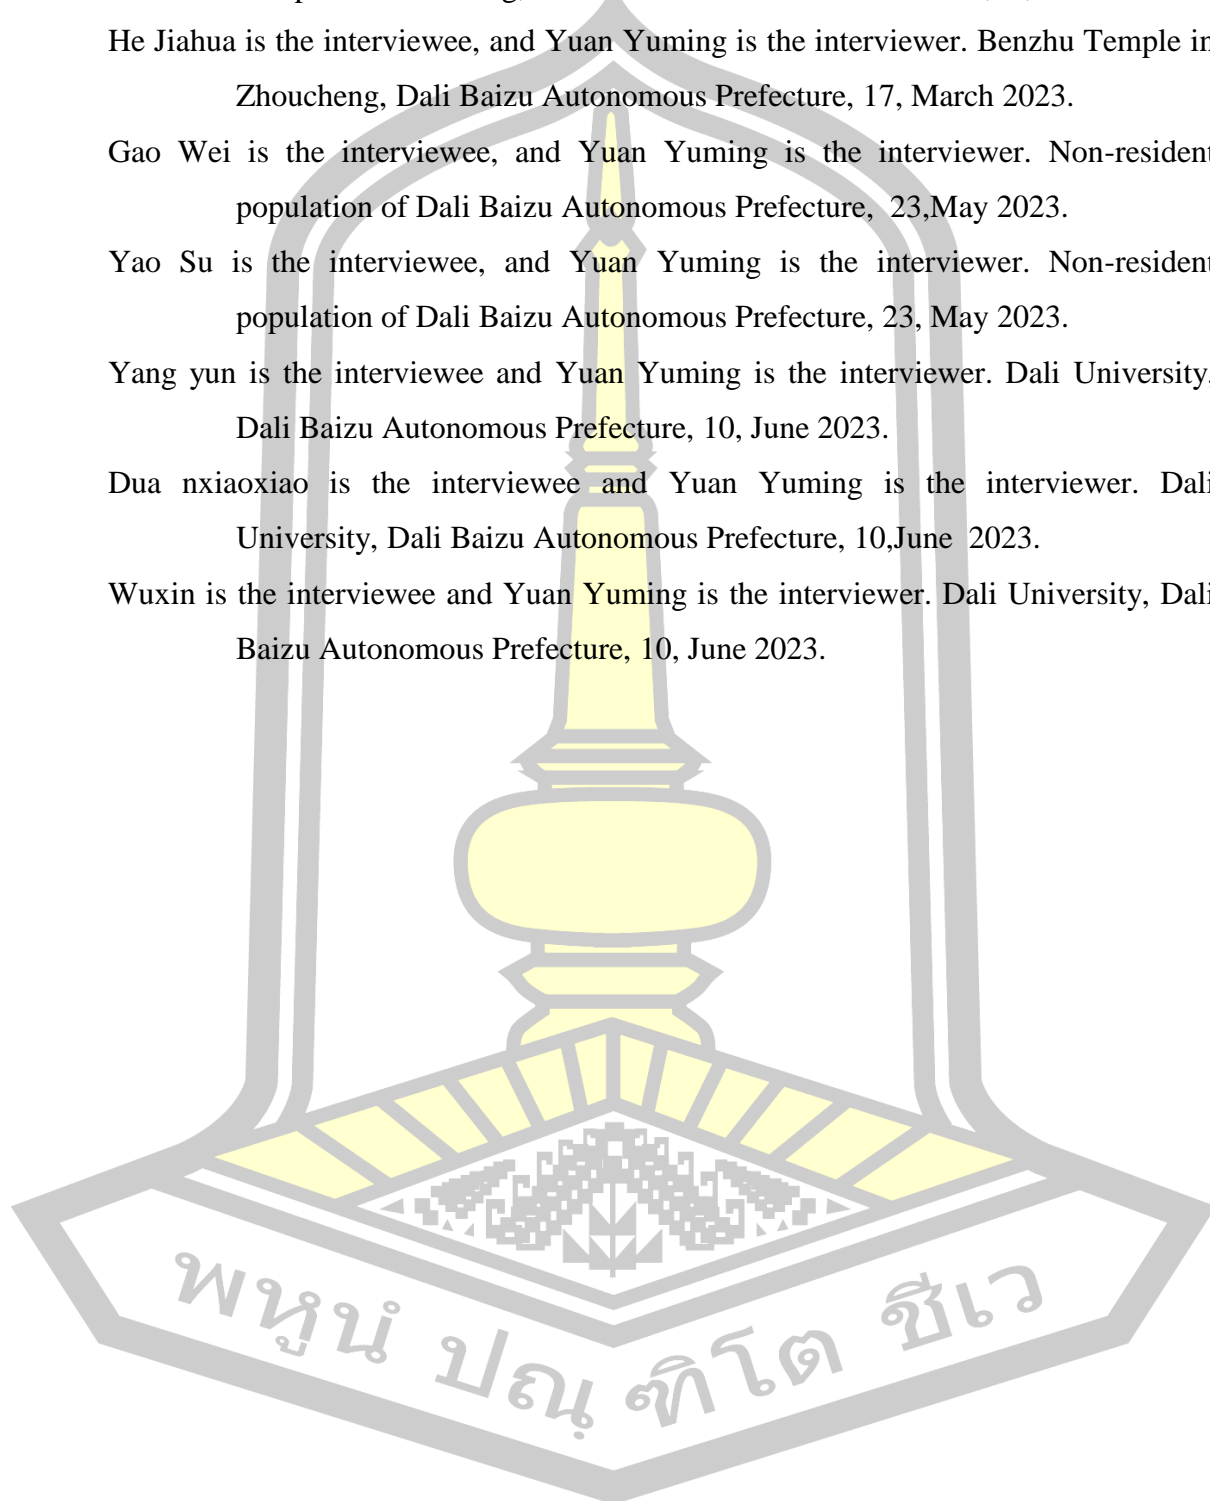 He Jiahua is the interviewee, and Yuan Yuming is the interviewer. Benzhu Temple in
Zhoucheng, Dali Baizu Autonomous Prefecture, 17, March 2023.
Gao Wei is the interviewee, and Yuan Yuming is the interviewer. Non-resident
population of Dali Baizu Autonomous Prefecture, 23,May 2023.
Yao Su is the interviewee, and Yuan Yuming is the interviewer. Non-resident
population of Dali Baizu Autonomous Prefecture, 23, May 2023.
Yang yun is the interviewee and Yuan Yuming is the interviewer. Dali University,
Dali Baizu Autonomous Prefecture, 10, June 2023.
Dua nxiaoxiao is the interviewee and Yuan Yuming is the interviewer. Dali
University, Dali Baizu Autonomous Prefecture, 10,June 2023.
Wuxin is the interviewee and Yuan Yuming is the interviewer. Dali University, Dali
Baizu Autonomous Prefecture, 10, June 2023.
พหูนํ ปณฺ ฑิโต ชีเว